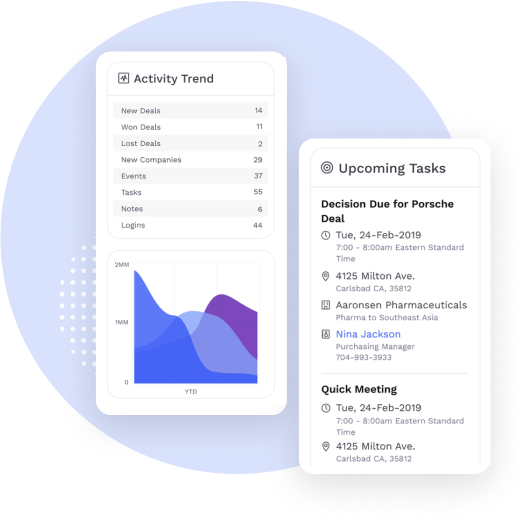 Activity Trend
New Deals 14
Won Deals 11
Lost Deals 2
New Companies 29
Events 37
Tasks 55
Notes 6
Logins 44
2MM
1MM
0
YTD
Upcoming Tasks
Decision Due for Porsche
Deal
Tue, 24-Feb-2019
7:00 - 8:00am Eastern Standard
Time
4125 Milton Ave.
Carlsbad CA, 35812
Aaronsen Pharmaceuticals
Pharma to Southeast Asia
Nina Jackson
Purchasing Manager
704-993-3933
Quick Meeting
Tue, 24-Feb-2019
7:00 - 8:00am Eastern Standard
Time
4125 Milton Ave.
Carlsbad CA, 35812